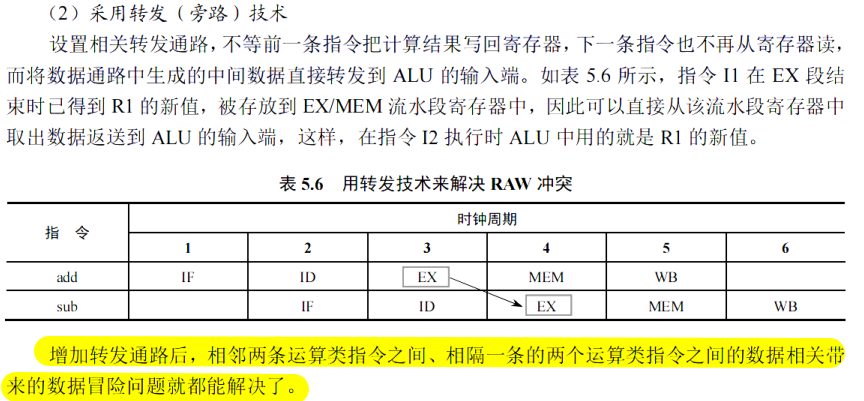 （2）采用转发（旁路）技术
设置相关转发通路，不等前一条指令把计算结果写回寄存器，下一条指令也不再从寄存器读，
而将数据通路中生成的中间数据直接转发到 ALU 的输入端。如表 5.6 所示，指令 I1 在 EX 段结
束时已得到 R1 的新值，被存放到 EX/MEM 流水段寄存器中，因此可以直接从该流水段寄存器中
取出数据返送到 ALU 的输入端，这样，在指令 I2 执行时 ALU 中用的就是 R1 的新值。
表 5.6 用转发技术来解决 RAW 冲突
指 令 时钟周期
1 2 3 4 5 6
add IF ID EX MEM WB
sub IF ID EX MEM WB
增加转发通路后，相邻两条运算类指令之间、相隔一条的两个运算类指令之间的数据相关带
来的数据冒险问题就都能解决了。